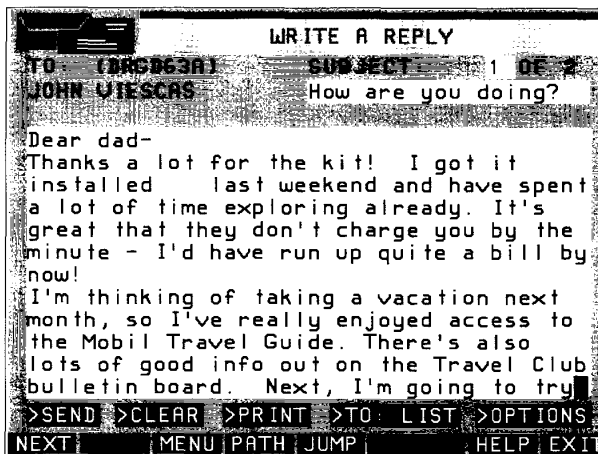 WRITE A REPLY
TO: (DRGD63A) SUBJECT: 1 OF 2
JOHN VIESCAS How are you doing?
Dear dad-
Thanks a lot for the kit!  I got it
installed    last weekend and have spent
a lot of time exploring already. It's
great that they don't charge you by the
minute - I'd have run up quite a bill by
now!
I'm thinking of taking a vacation next
month, so I've really enjoyed access to
the Mobil Travel Guide. There's also
lots of good info out on the Travel Club
bulletin board.  Next, I'm going to try
>SEND >CLEAR >PRINT >TO: LIST >OPTIONS
NEXT MENU PATH JUMP HELP EXIT